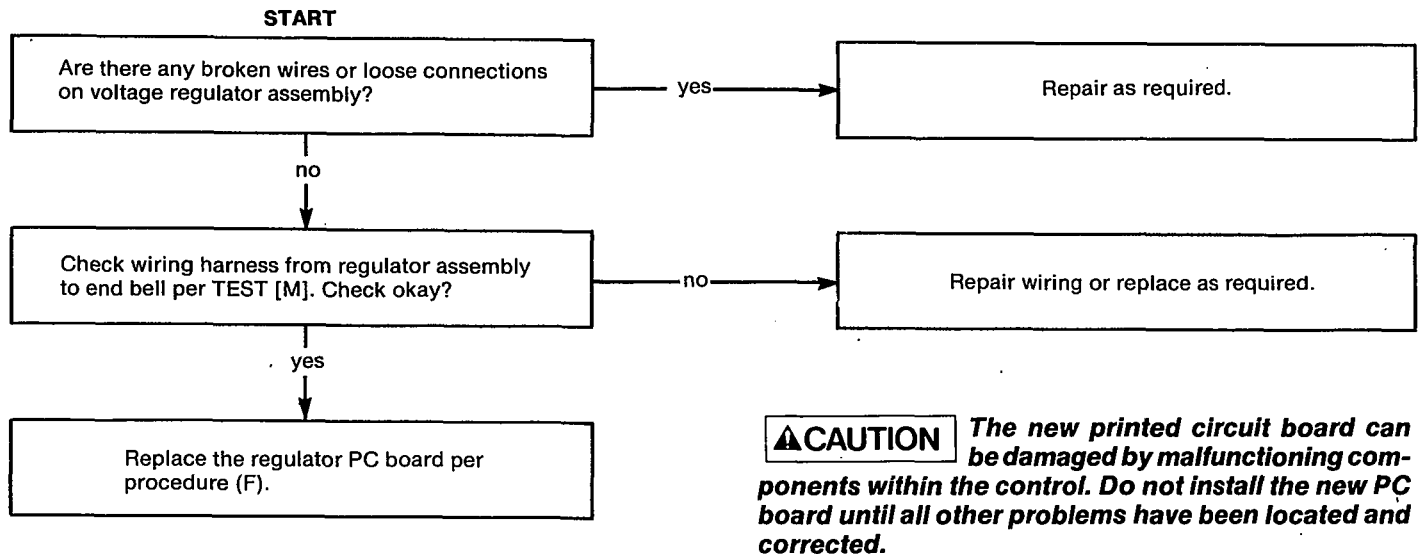 START
Are there any broken wires or loose connections
on voltage regulator assembly?
yes
Repair as required.
no
Check wiring harness from regulator assembly
to end bell per TEST [M]. Check okay?
no
Repair wiring or replace as required.
yes
Replace the regulator PC board per
procedure (F).
CAUTION The new printed circuit board can
be damaged by malfunctioning com-
ponents within the control. Do not install the new PC
board until all other problems have been located and
corrected.